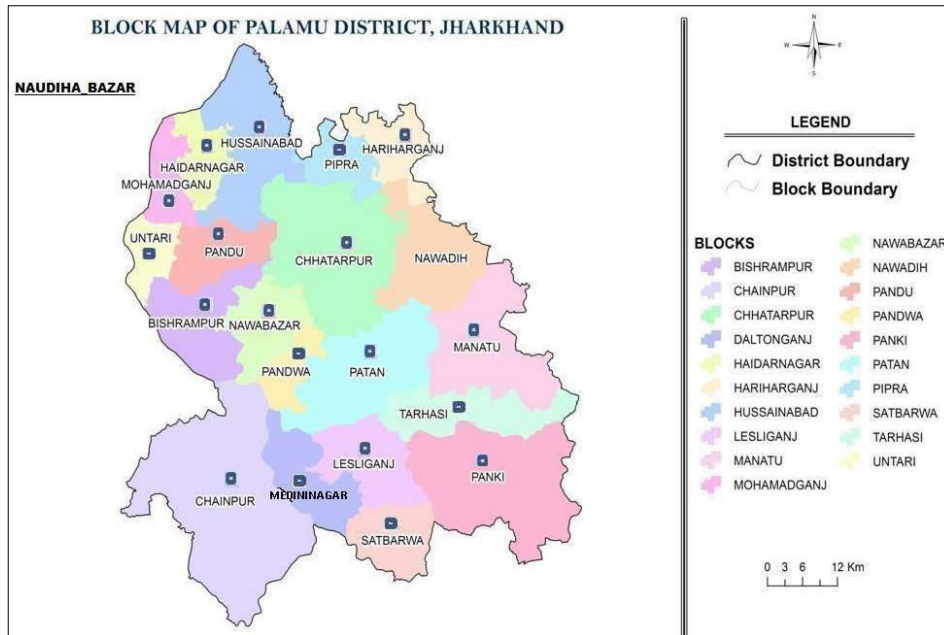 BLOCK MAP OF PALAMU DISTRICT, JHARKHAND
NAUDIHA_BAZAR
HUSSAINABAD
HARIHARGANJ
HAIDARNAGAR
PIPRA
MOHAMADGANJ
UNTARI
PANDU
CHHATARPUR
NAWADIH
BISHRAMPUR
NAWABAZAR
MANATU
PANDWA
PATAN
TARHASI
LESLIGANJ
PANKI
CHAINPUR
MEDININAGAR
SATBARWA
N
W E
S
LEGEND
District Boundary
Block Boundary
BLOCKS
BISHRAMPUR
CHAINPUR
CHHATARPUR
DALTONGANJ
HAIDARNAGAR
HARIHARGANJ
HUSSAINABAD
LESLIGANJ
MANATU
MOHAMADGANJ
NAWABAZAR
NAWADIH
PANDU
PANDWA
PANKI
PATAN
PIPRA
SATBARWA
TARHASI
UNTARI
0 3 6 12 Km